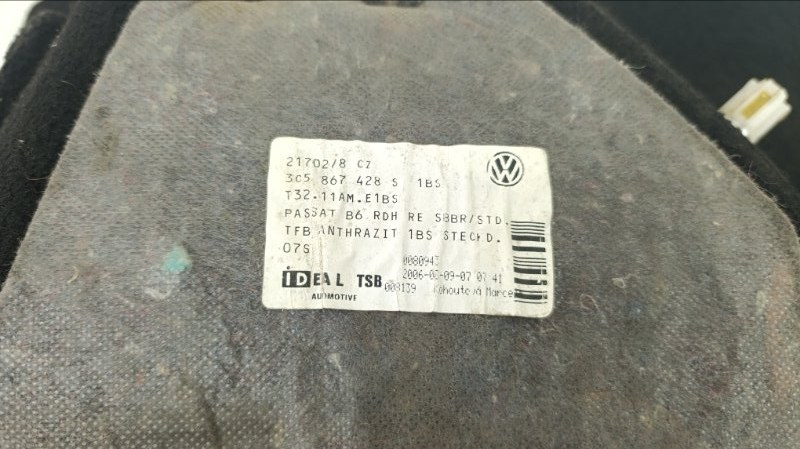 21702/8 CZ
3C5 867 428 S 1BS
T32.11AM.E1BS
PASSAT B6 RDH RE SBBR/STD.
TFB ANTHRAZIT 1BS STECKD.
07S
0080943
2006-03-09-07 07 41
IDEAL TSB 008139
AUTOMOTIVE